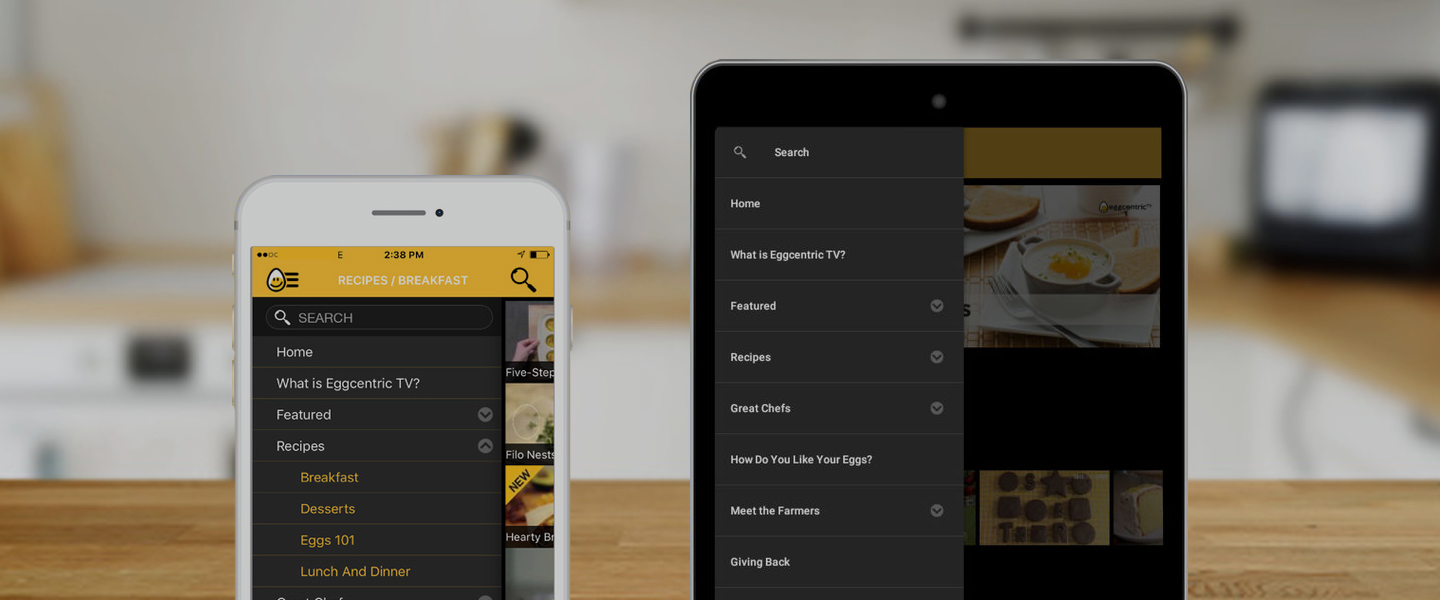 E
2:38 PM
RECIPES / BREAKFAST
SEARCH
Home
What is Eggcentric TV?
Featured
Recipes
Breakfast
Desserts
Eggs 101
Lunch And Dinner
Five-Step
Filo Nests
NEW
Hearty Br
Search
Home
What is Eggcentric TV?
Featured
Recipes
Great Chefs
How Do You Like Your Eggs?
Meet the Farmers
Giving Back
eggcentric TV
s